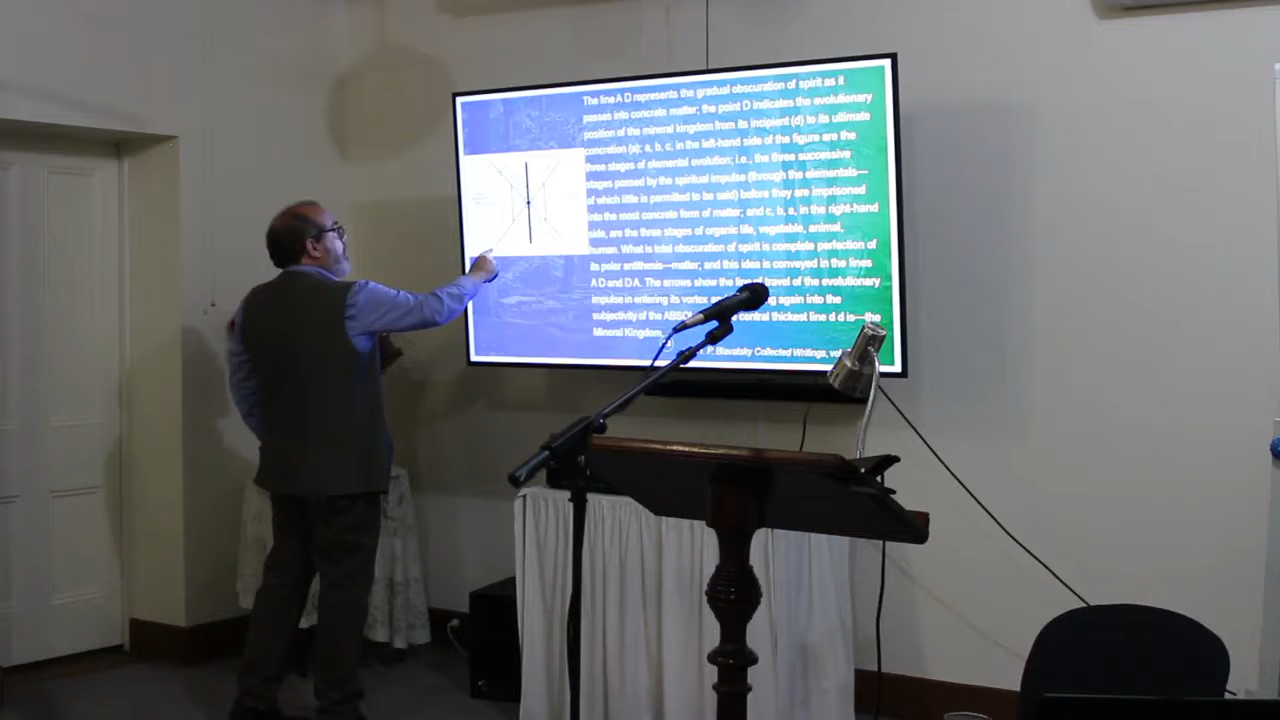 The line A D represents the gradual obscuration of spirit as it
passes into concrete matter; the point D indicates the evolutionary
position of the mineral kingdom from its incipient (d) to its ultimate
concretion (a); a, b, c, in the left-hand side of the figure are the
three stages of elemental evolution; i.e., the three successive
stages passed by the spiritual impulse (through the elementals—
of which little is permitted to be said) before they are imprisoned
into the most concrete form of matter; and c, b, a, in the right-hand
side, are the three stages of organic life, vegetable, animal,
human. What is total obscuration of spirit is complete perfection of
its polar antithesis—matter; and this idea is conveyed in the lines
A D and D A. The arrows show the line of travel of the evolutionary
impulse in entering its vortex again into the
subjectivity of the central thickest line d d is—the
Mineral Kingdom.
P. Blavatsky Collected Writings,